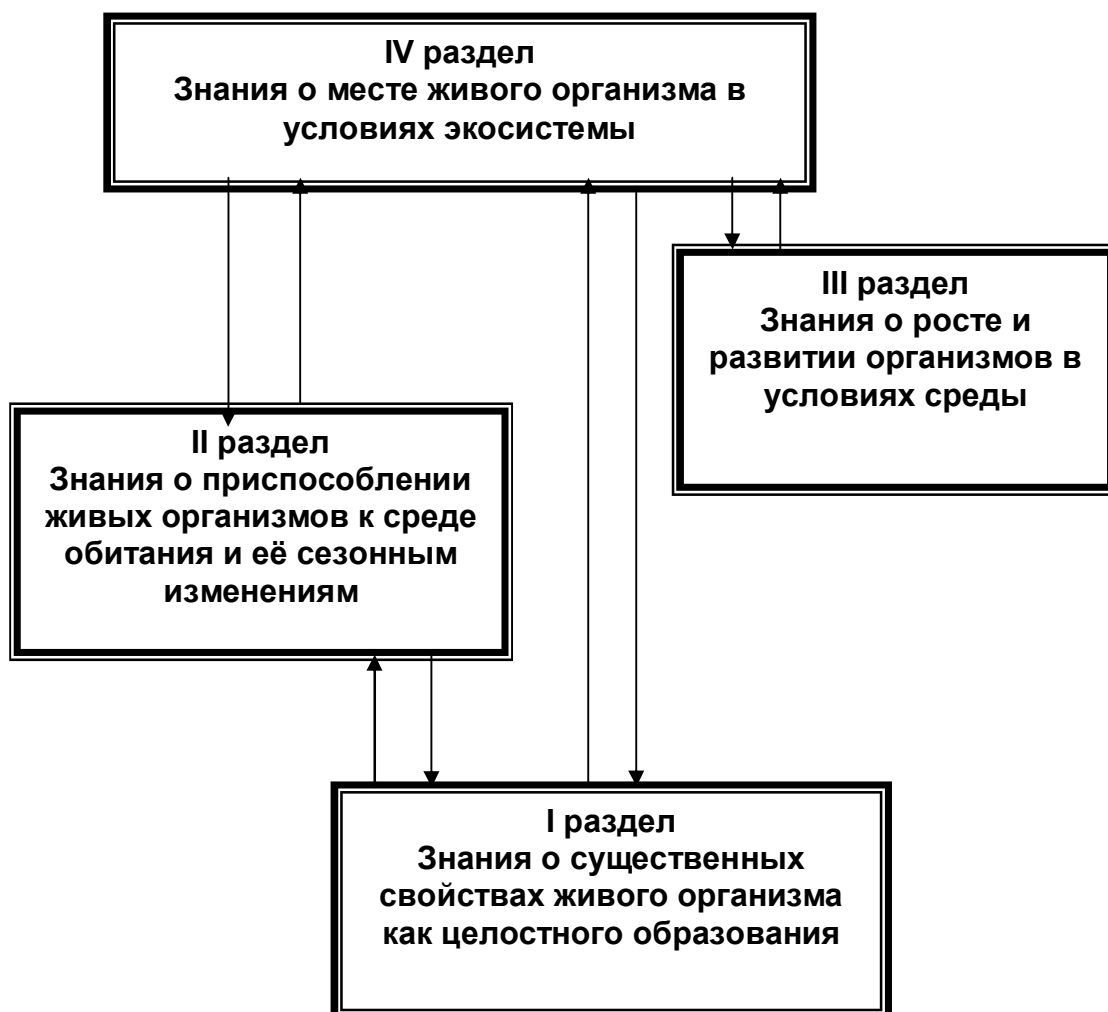 IV раздел
Знания о месте живого организма в
условиях экосистемы
III раздел
Знания о росте и
развитии организмов в
условиях среды
II раздел
Знания о приспособлении
живых организмов к среде
обитания и её сезонным
изменениям
I раздел
Знания о существенных
свойствах живого организма
как целостного образования